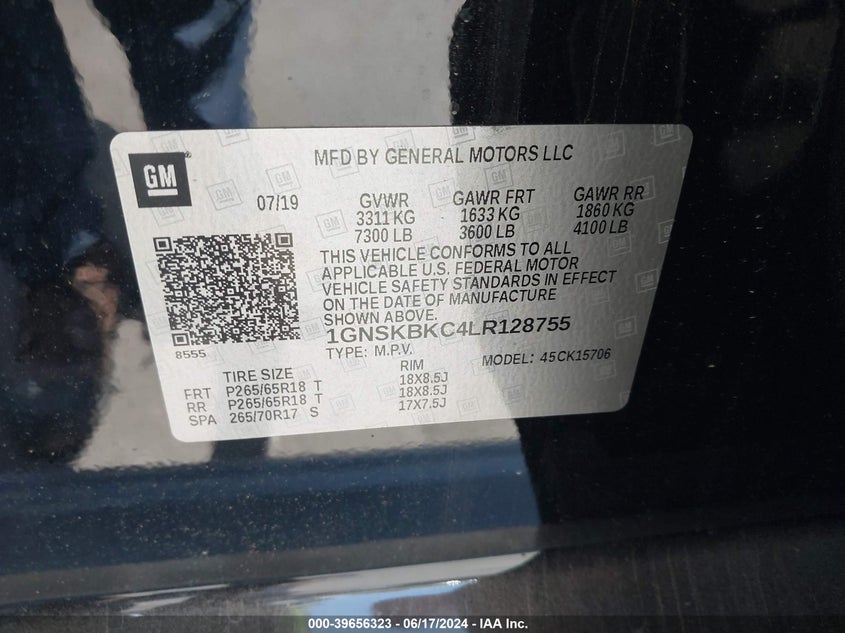 GM
MFD BY GENERAL MOTORS LLC
07/19
GVWR GAWR FRT GAWR RR
3311 KG 1633 KG 1860 KG
7300 LB 3600 LB 4100 LB
THIS VEHICLE CONFORMS TO ALL
APPLICABLE U.S. FEDERAL MOTOR
VEHICLE SAFETY STANDARDS IN EFFECT
ON THE DATE OF MANUFACTURE
SHOWN ABOVE.
1GNSKBKC4LR128755
8555
TYPE: M.P.V. MODEL: 45CK15706
TIRE SIZE RIM
FRT P265/65R18 T 18X8.5J
RR P265/65R18 T 18X8.5J
SPA 265/70R17 S 17X7.5J
000-39656323 - 06/17/2024 - IAA Inc.